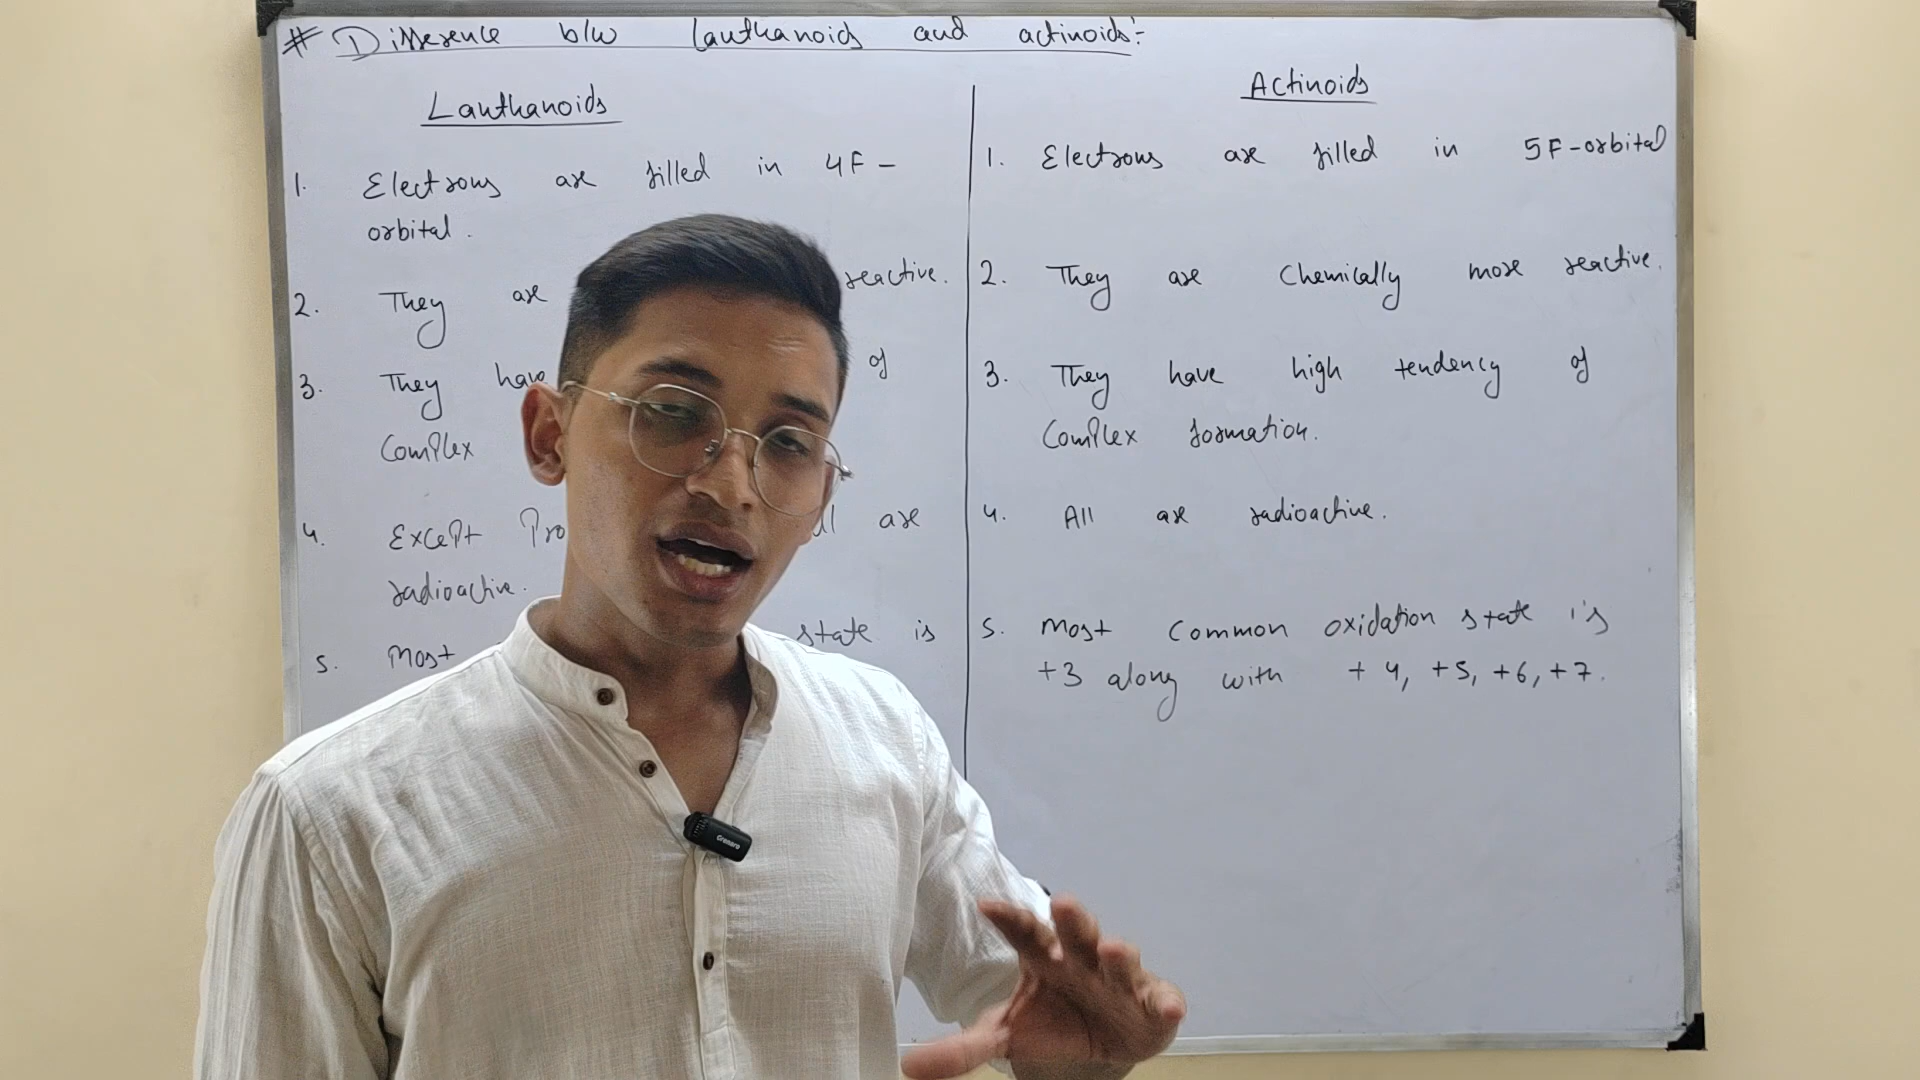 # Difference b/w lanthanoids and actinoids:-
Lanthanoids
1. Electrons are filled in 4F-
orbital.
2. They are reactive.
3. They have of
Complex
4. Except are
radioactive.
5. Most state is
Actinoids
1. Electrons are filled in 5F-orbital
2. They are Chemically more reactive.
3. They have high tendency of
Complex formation.
4. All are radioactive.
5. Most Common oxidation state is
+3 along with +4, +5, +6, +7.
Grenaro